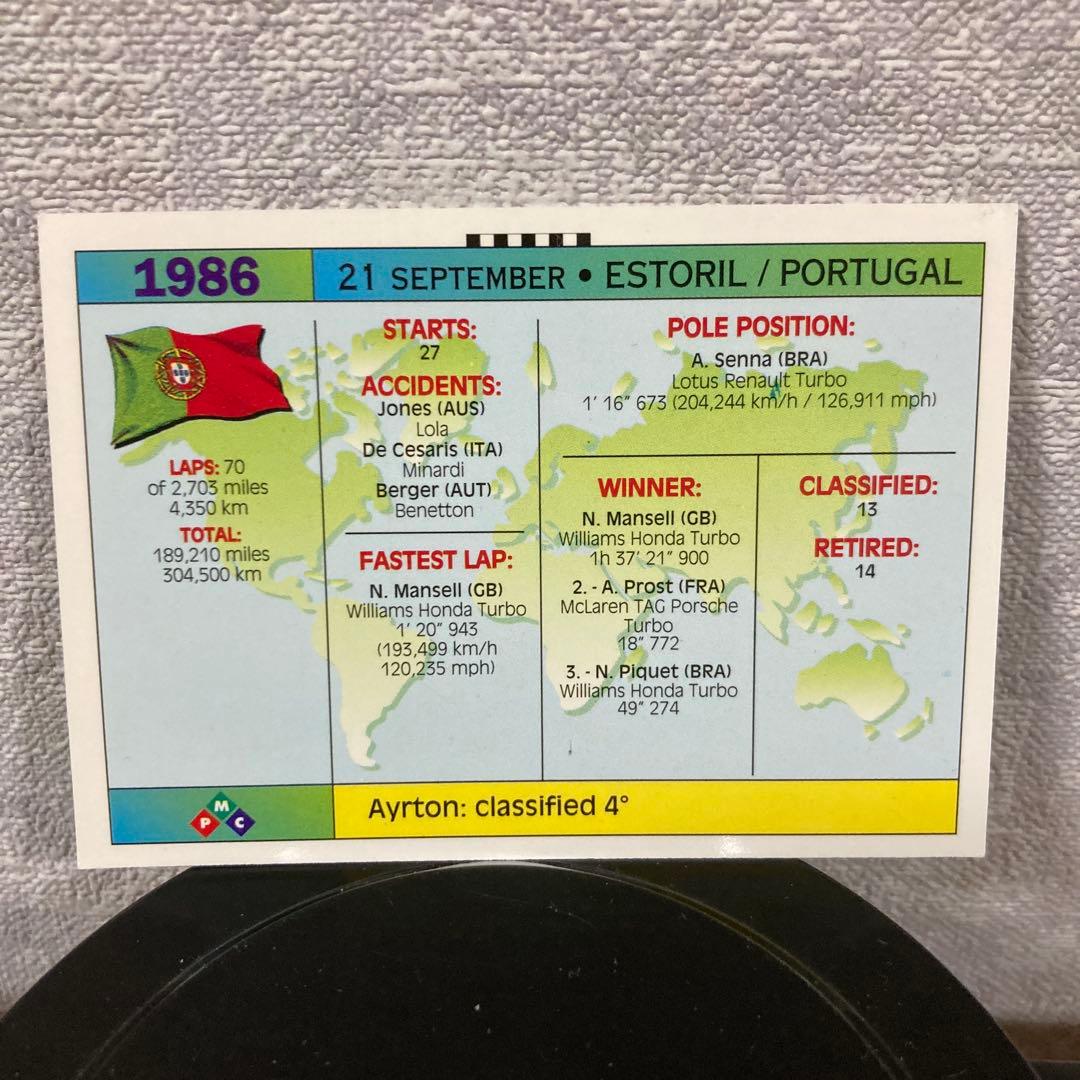 1986
21 SEPTEMBER • ESTORIL / PORTUGAL
LAPS: 70
of 2,703 miles
4,350 km
TOTAL:
189,210 miles
304,500 km
STARTS:
27
ACCIDENTS:
Jones (AUS)
Lola
De Cesaris (ITA)
Minardi
Berger (AUT)
Benetton
FASTEST LAP:
N. Mansell (GB)
Williams Honda Turbo
1' 20" 943
(193,499 km/h
120,235 mph)
POLE POSITION:
A. Senna (BRA)
Lotus Renault Turbo
1' 16" 673 (204,244 km/h / 126,911 mph)
WINNER:
N. Mansell (GB)
Williams Honda Turbo
1h 37' 21" 900
2. - A. Prost (FRA)
McLaren TAG Porsche
Turbo
18" 772
3. - N. Piquet (BRA)
Williams Honda Turbo
49" 274
CLASSIFIED:
13
RETIRED:
14
P M C
Ayrton: classified 4°